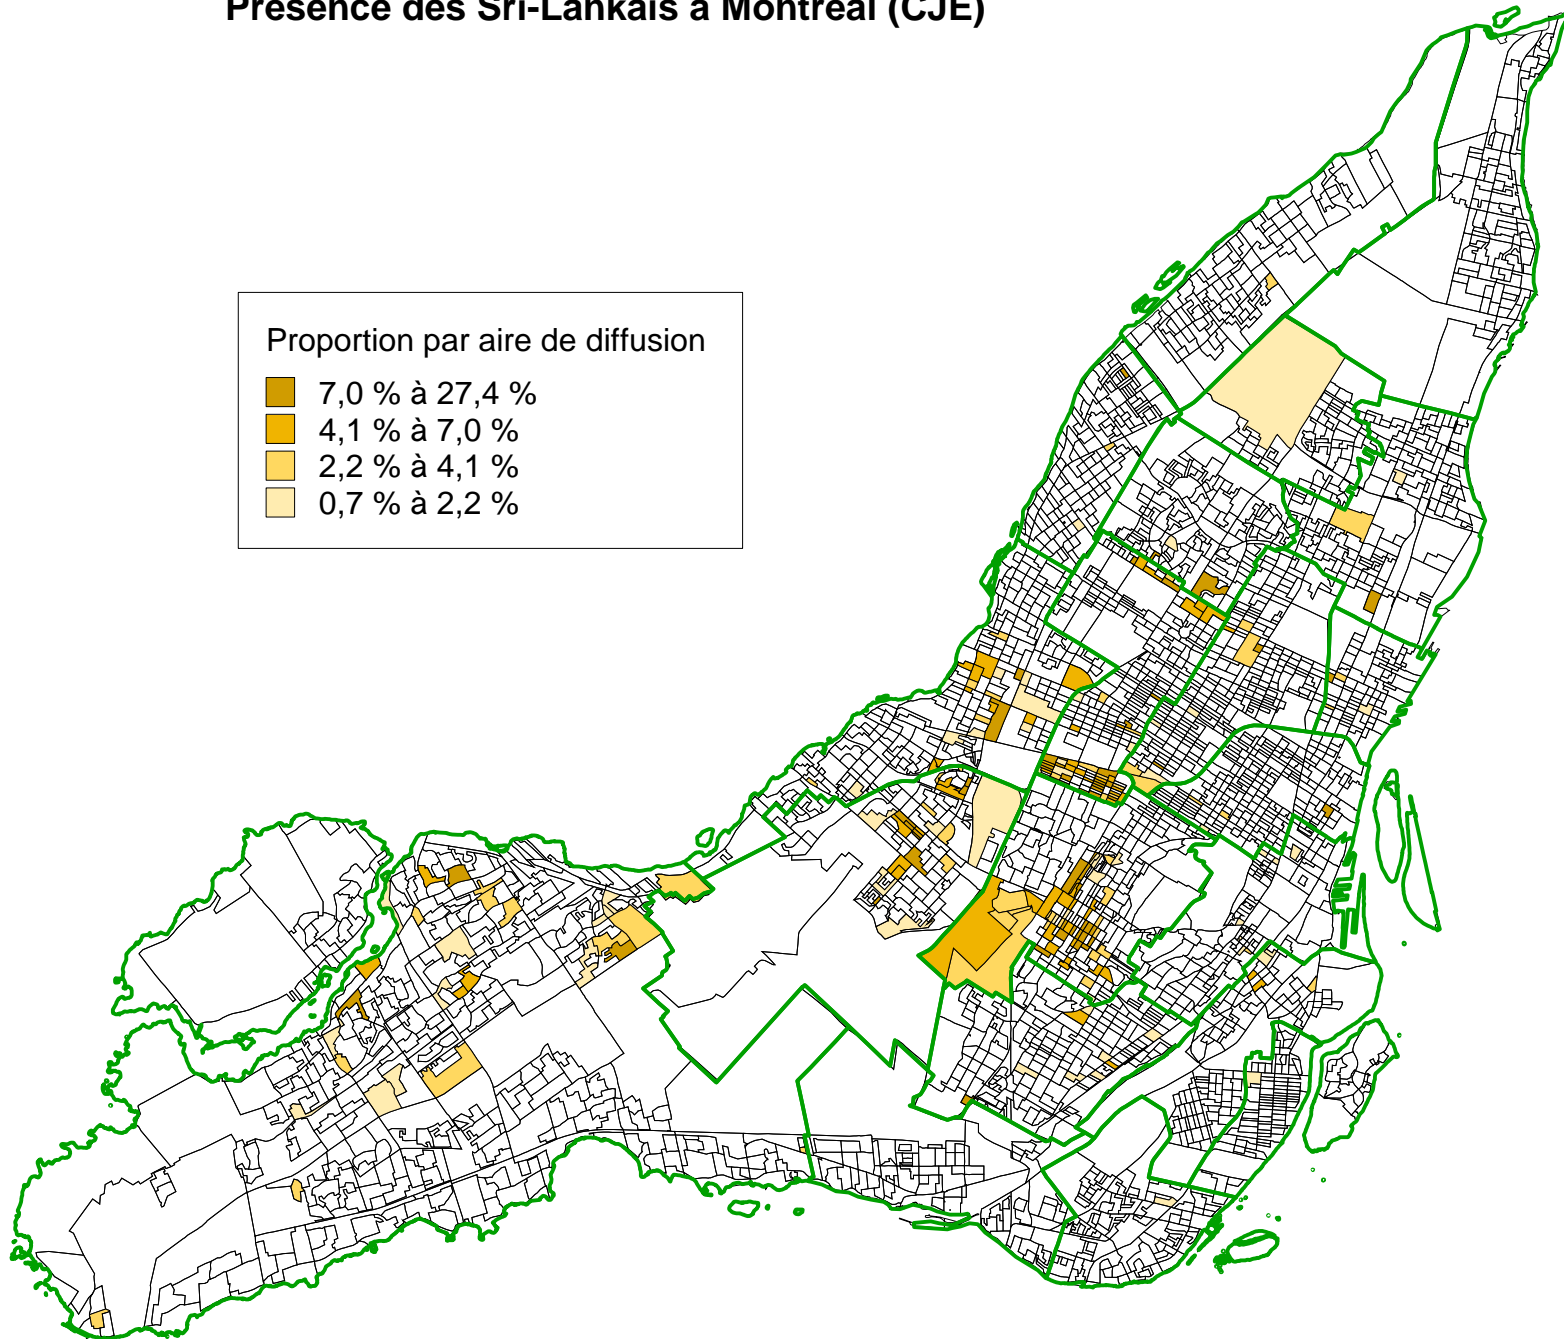 Présence des Sri-Lankais à Montréal (CJE)
Proportion par aire de diffusion
7,0 % à 27,4 %
4,1 % à 7,0 %
2,2 % à 4,1 %
0,7 % à 2,2 %